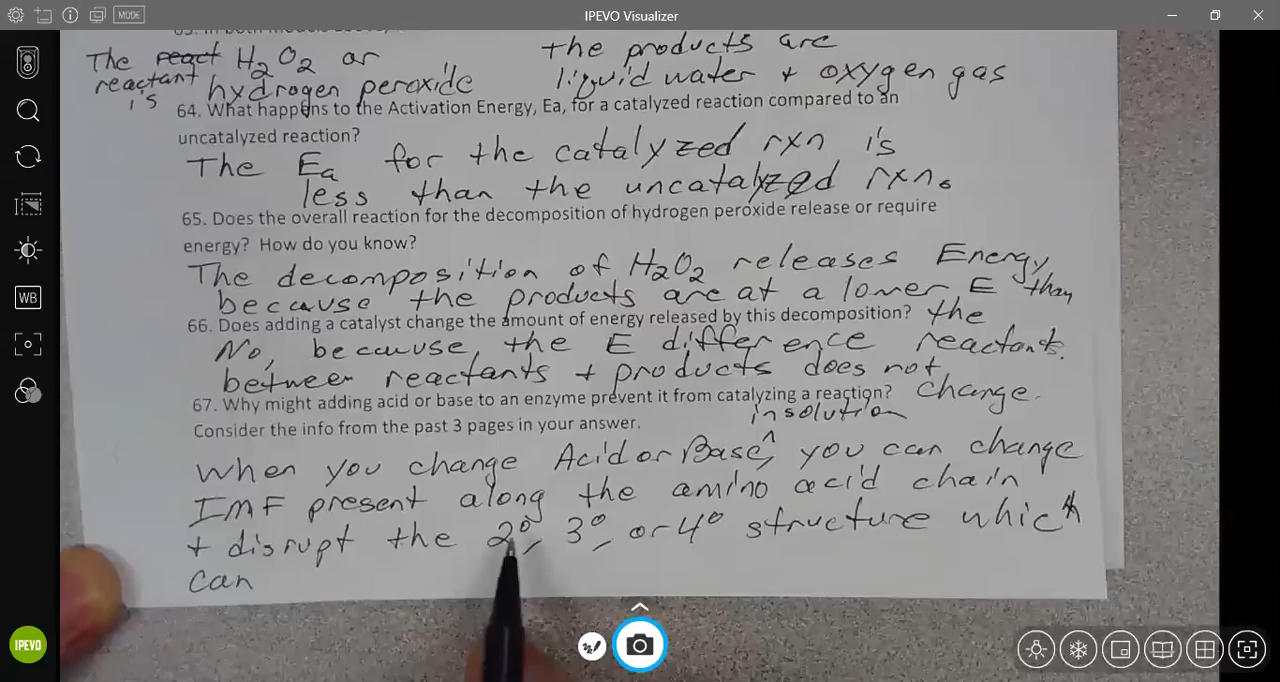 MODE
IPEVO Visualizer
The react H2O2 or the products are
reactant hydrogen peroxide liquid water + oxygen gas
is
64. What happens to the Activation Energy, Ea, for a catalyzed reaction compared to an
uncatalyzed reaction?
The Ea for the catalyzed rxn is
less than the uncatalyzed rxn.
65. Does the overall reaction for the decomposition of hydrogen peroxide release or require
energy? How do you know?
The decomposition of H2O2 releases Energy,
because the products are at a lower E than
66. Does adding a catalyst change the amount of energy released by this decomposition? the
No, because, the E difference reactants.
between reactants + products does not
67. Why might adding acid or base to an enzyme prevent it from catalyzing a reaction? change.
in solution
Consider the info from the past 3 pages in your answer.
When you change Acid or Base^, you can change
IMF present along the amino acid chain
+ disrupt the 2°, 3°, or 4° structure which
can
WB
IPEVO